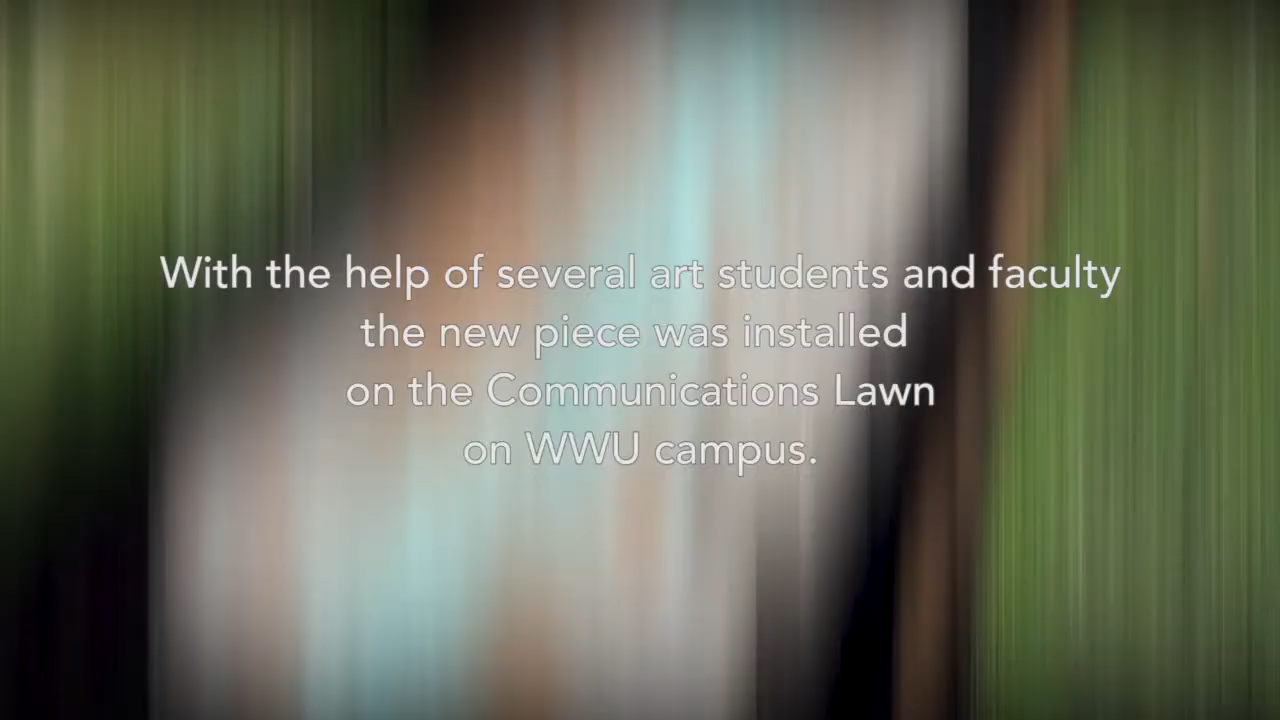 With the help of several art students and faculty
the new piece was installed
on the Communications Lawn
on WWU campus.